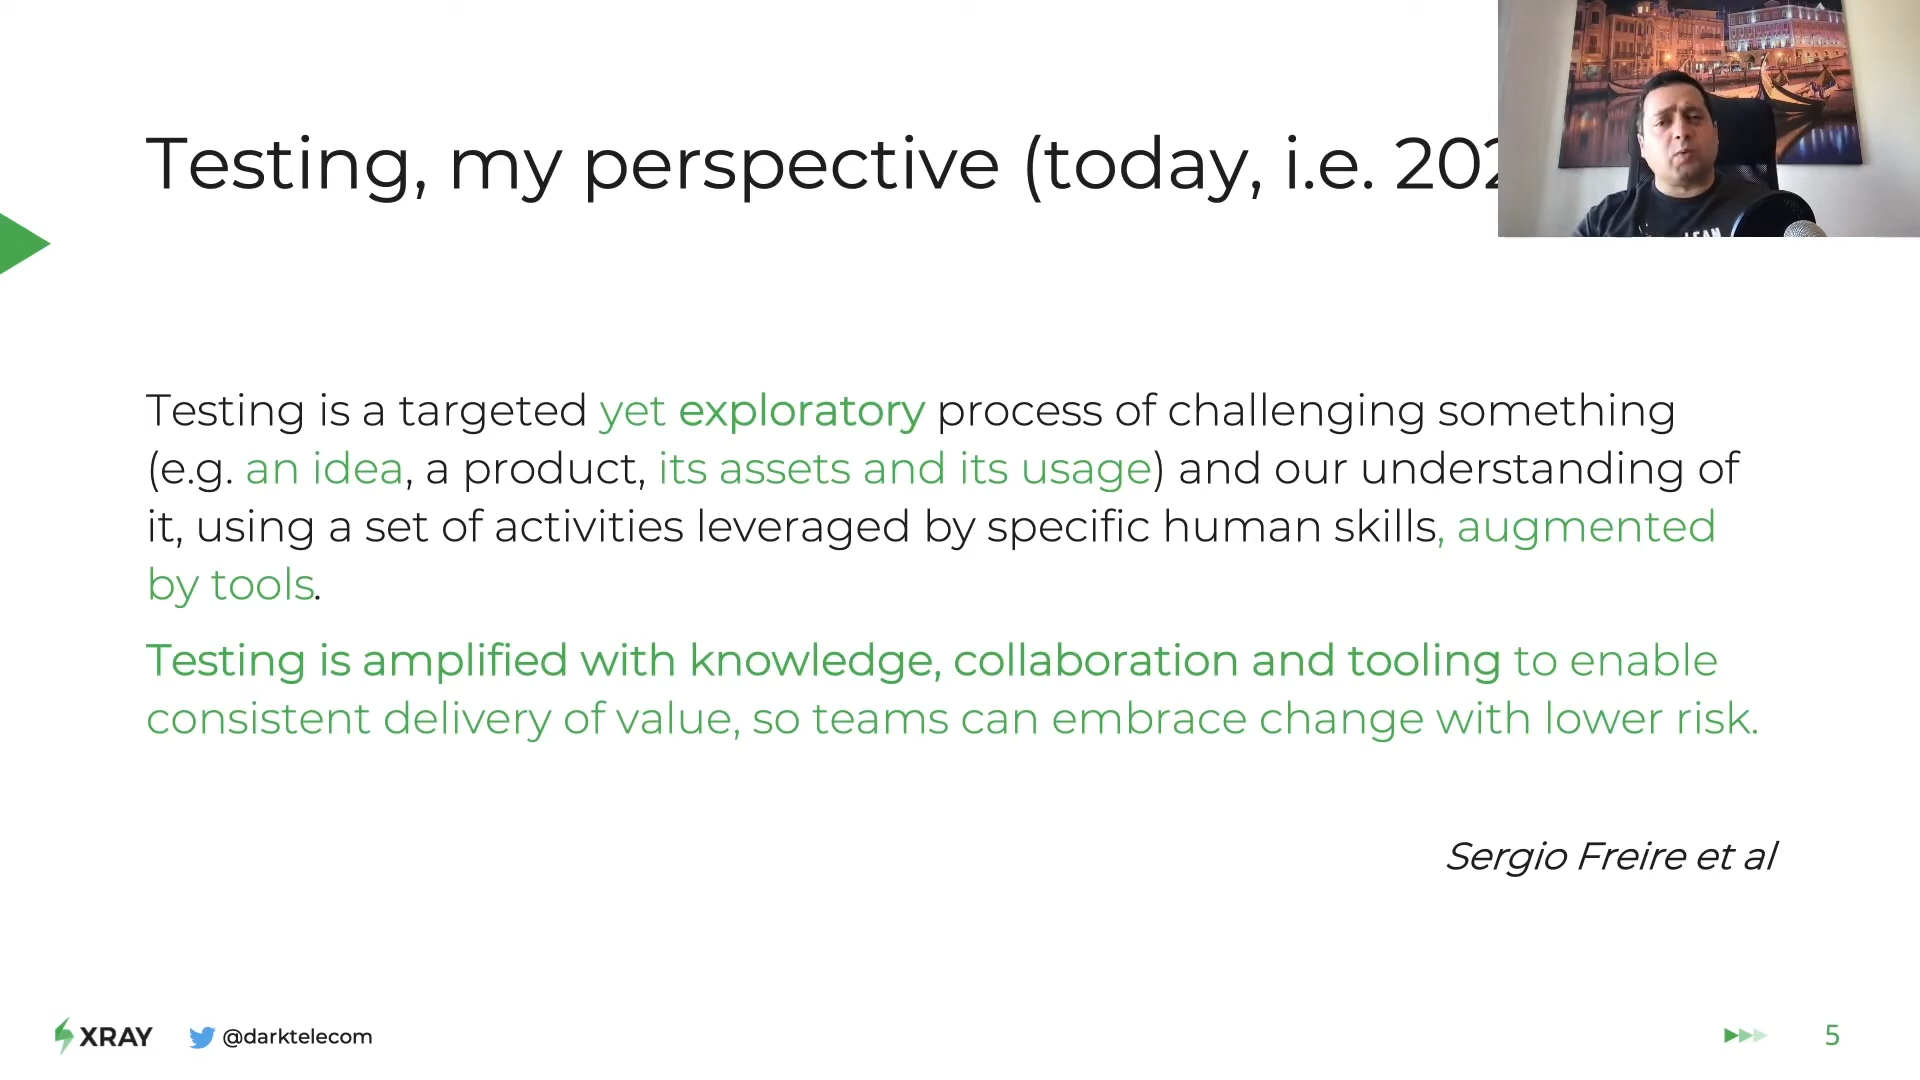 Testing, my perspective (today, i.e.
Testing is a targeted yet exploratory process of challenging something
(e.g. an idea, a product, its assets and its usage) and our understanding of
it, using a set of activities leveraged by specific human skills, augmented
by tools.
Testing is amplified with knowledge, collaboration and tooling to enable
consistent delivery of value, so teams can embrace change with lower risk.
Sergio Freire et al
XRAY @darktelecom
5